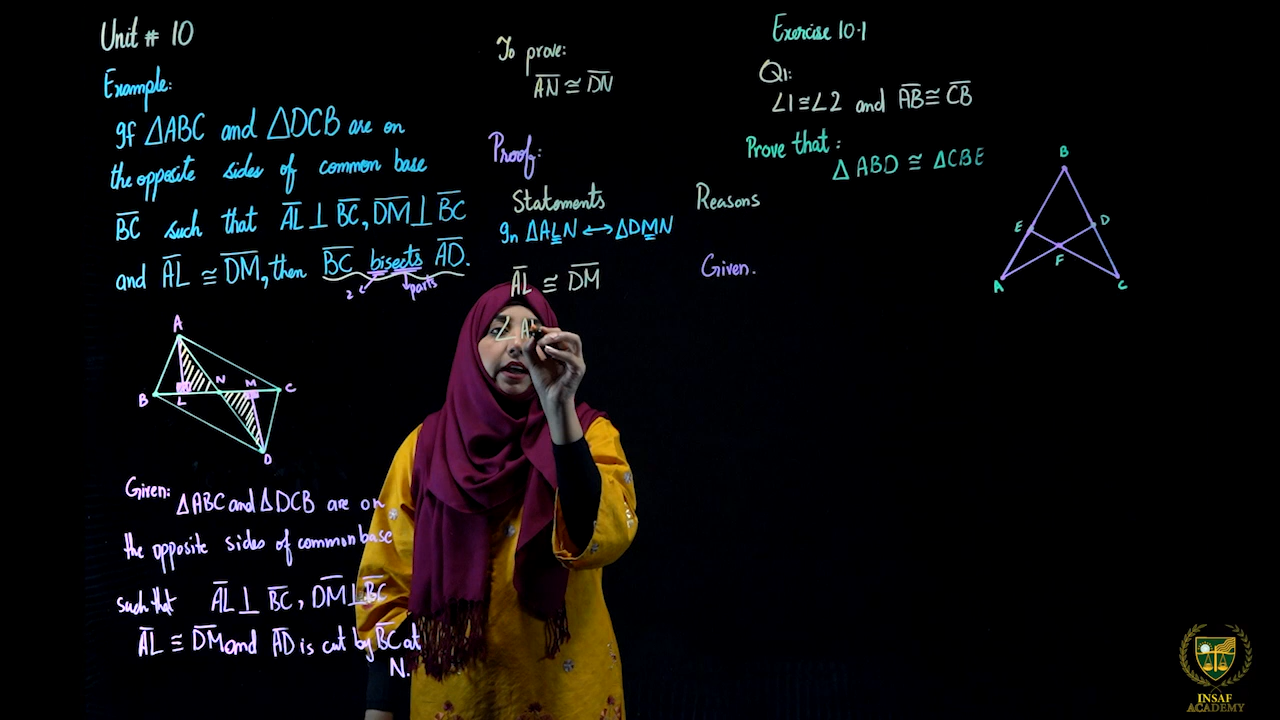 Unit # 10
Example:
If △ABC and △DCB are on
the opposite sides of common base
BC such that AL ⊥ BC, DM ⊥ BC
and AL ≅ DM, then BC bisects AD.
2 parts
A
B
L
N
M
C
D
Given: △ABC and △DCB are on
the opposite sides of common base
such that AL ⊥ BC, DM ⊥ BC
AL ≅ DM and AD is cut by BC at
N.
To prove:
AN ≅ DN
Proof:
Statements Reasons
In △ALN ↔ △DMN
AL ≅ DM Given.
∠A
Exercise 10.1
Q1:
∠1 ≅ ∠2 and AB ≅ CB
Prove that:
△ ABD ≅ △CBE
B
E
D
F
A
C
INSAF
ACADEMY